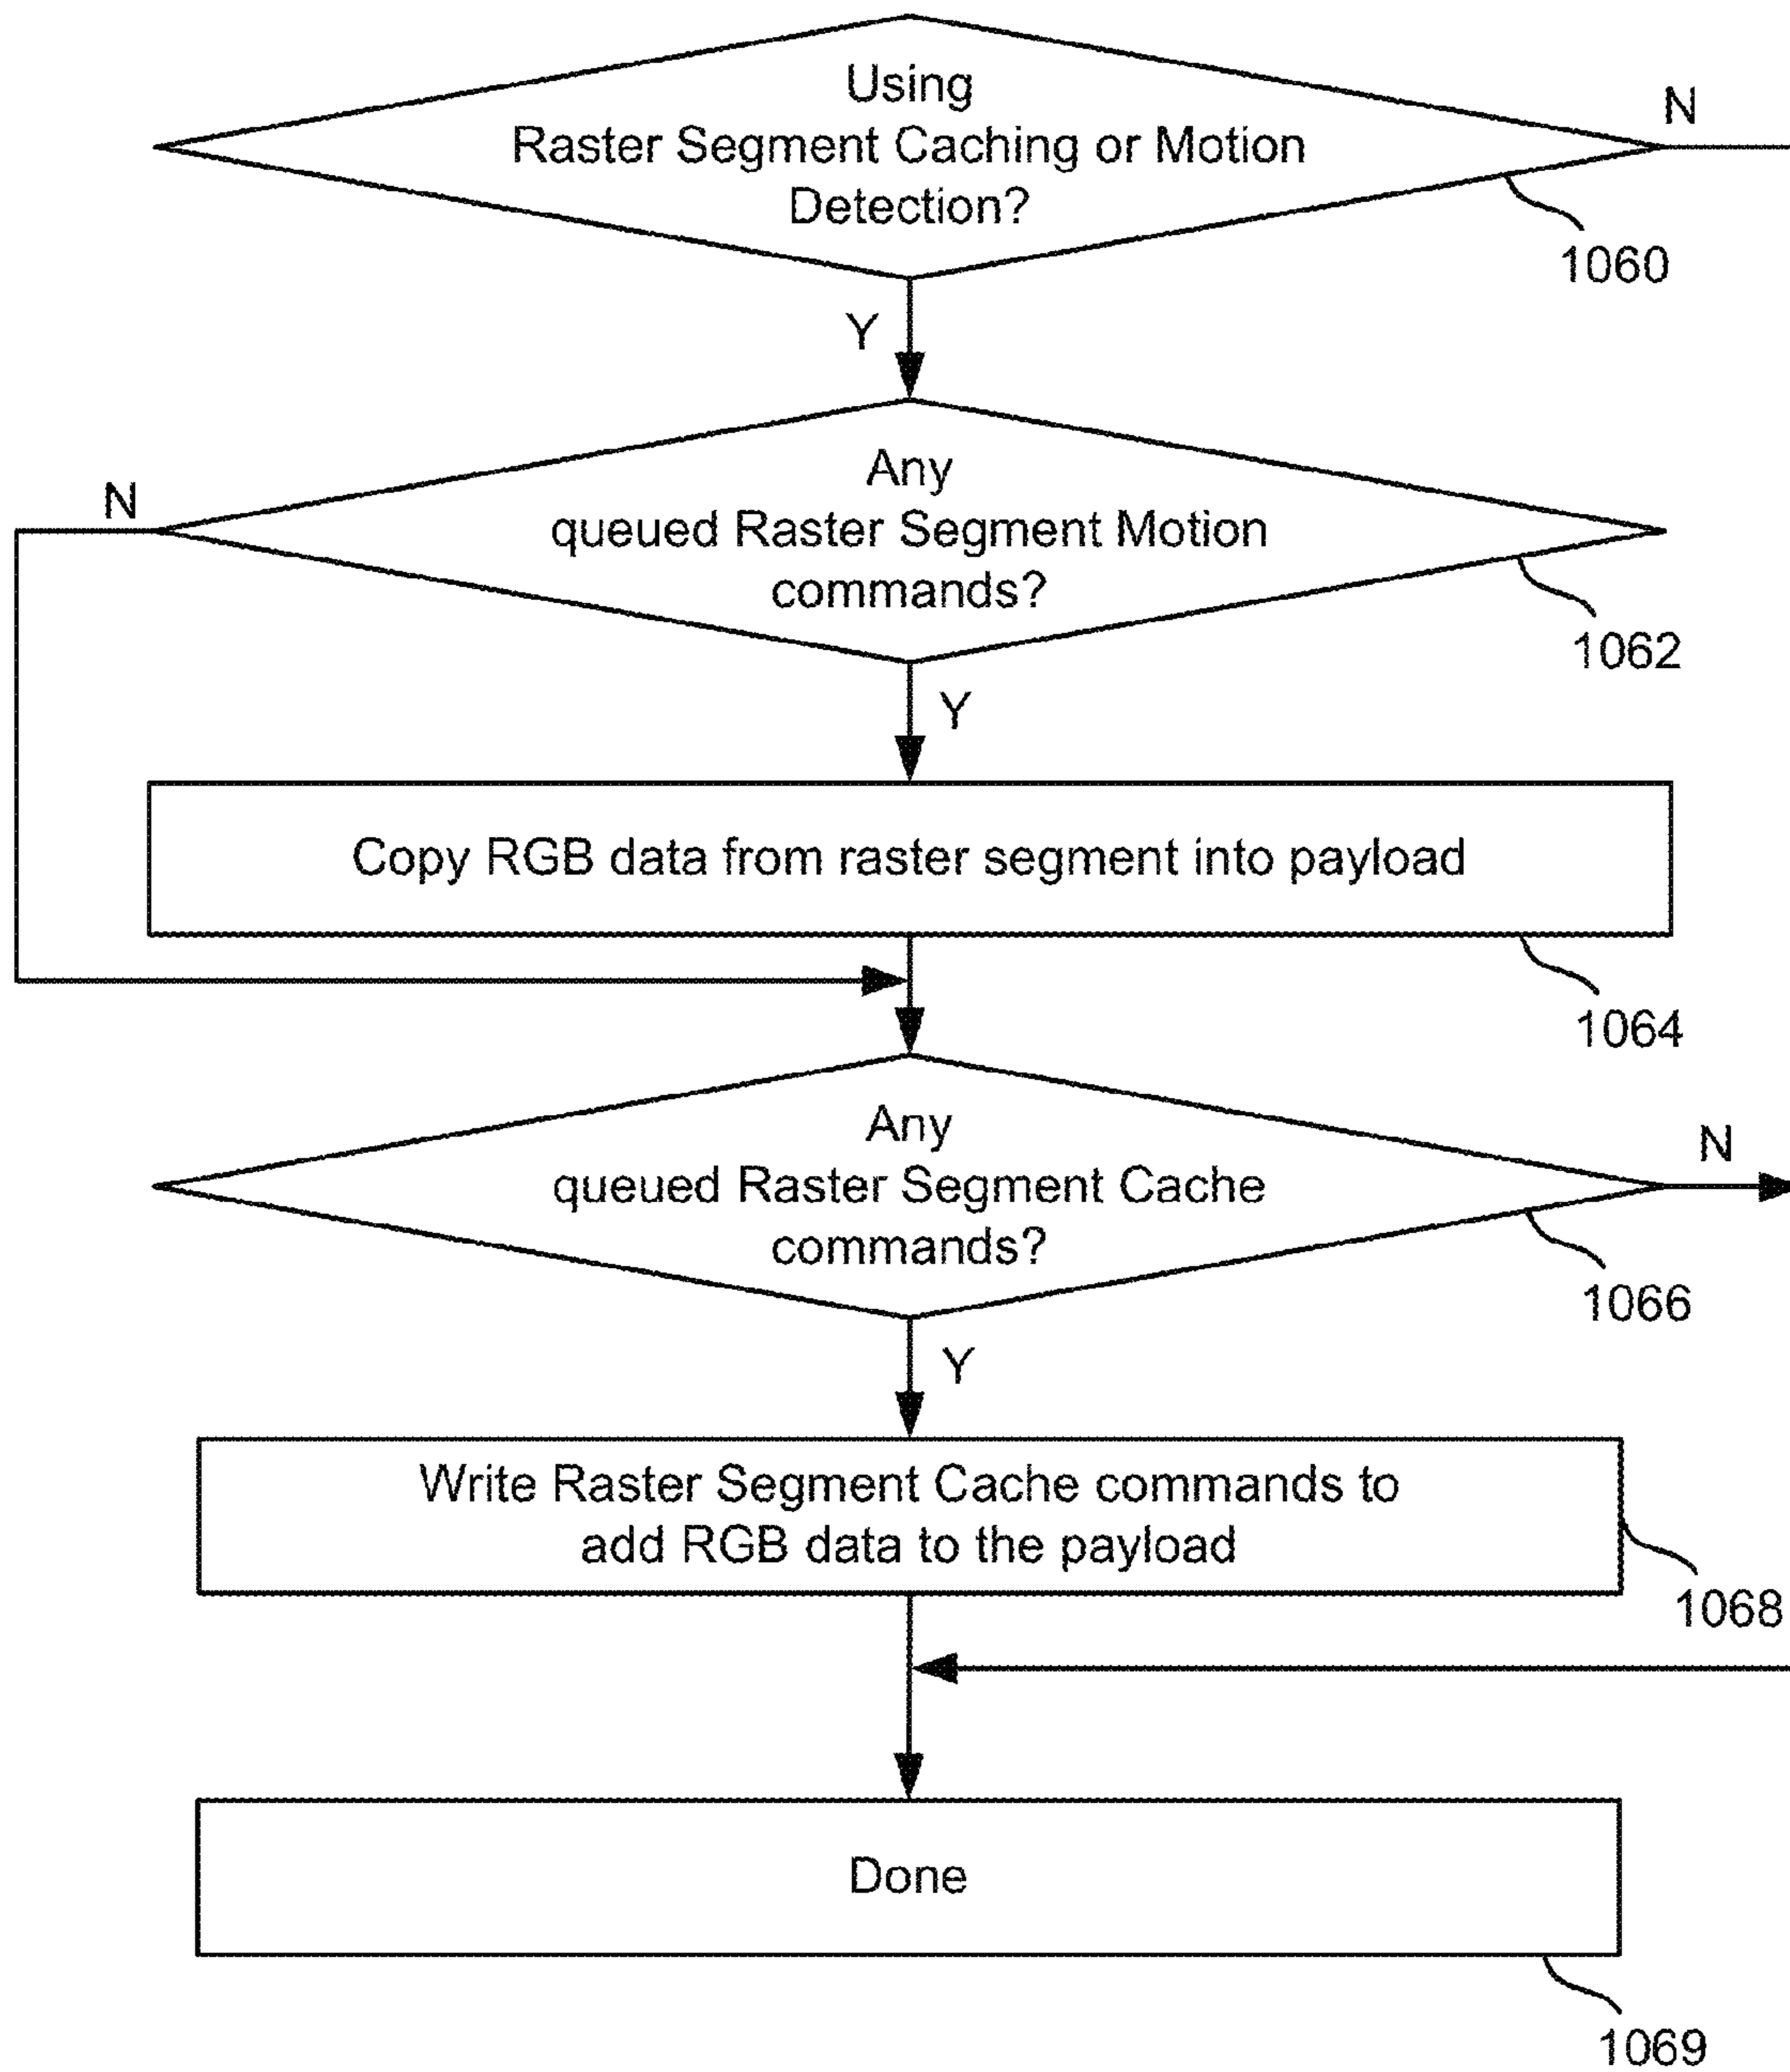 Using
Raster Segment Caching or Motion
Detection?
N
1060
Y
Any
queued Raster Segment Motion
commands?
N
1062
Y
Copy RGB data from raster segment into payload
1064
Any
queued Raster Segment Cache
commands?
N
1066
Y
Write Raster Segment Cache commands to
add RGB data to the payload
1068
Done
1069